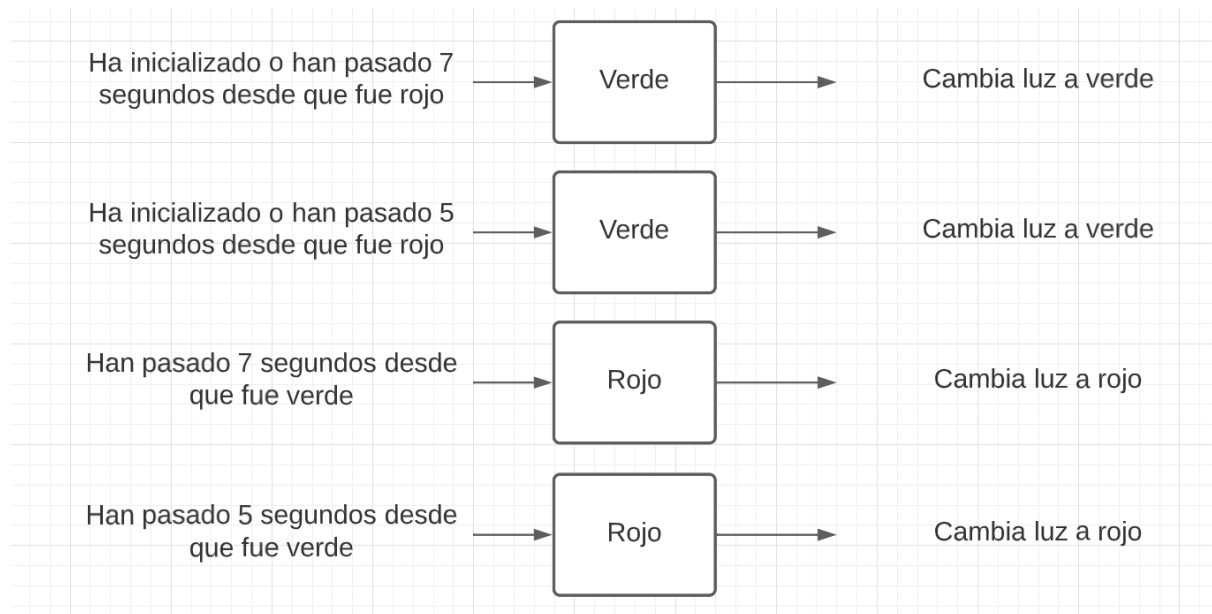 Ha inicializado o han pasado 7
segundos desde que fue rojo
Verde
Cambia luz a verde
Ha inicializado o han pasado 5
segundos desde que fue rojo
Verde
Cambia luz a verde
Han pasado 7 segundos desde
que fue verde
Rojo
Cambia luz a rojo
Han pasado 5 segundos desde
que fue verde
Rojo
Cambia luz a rojo